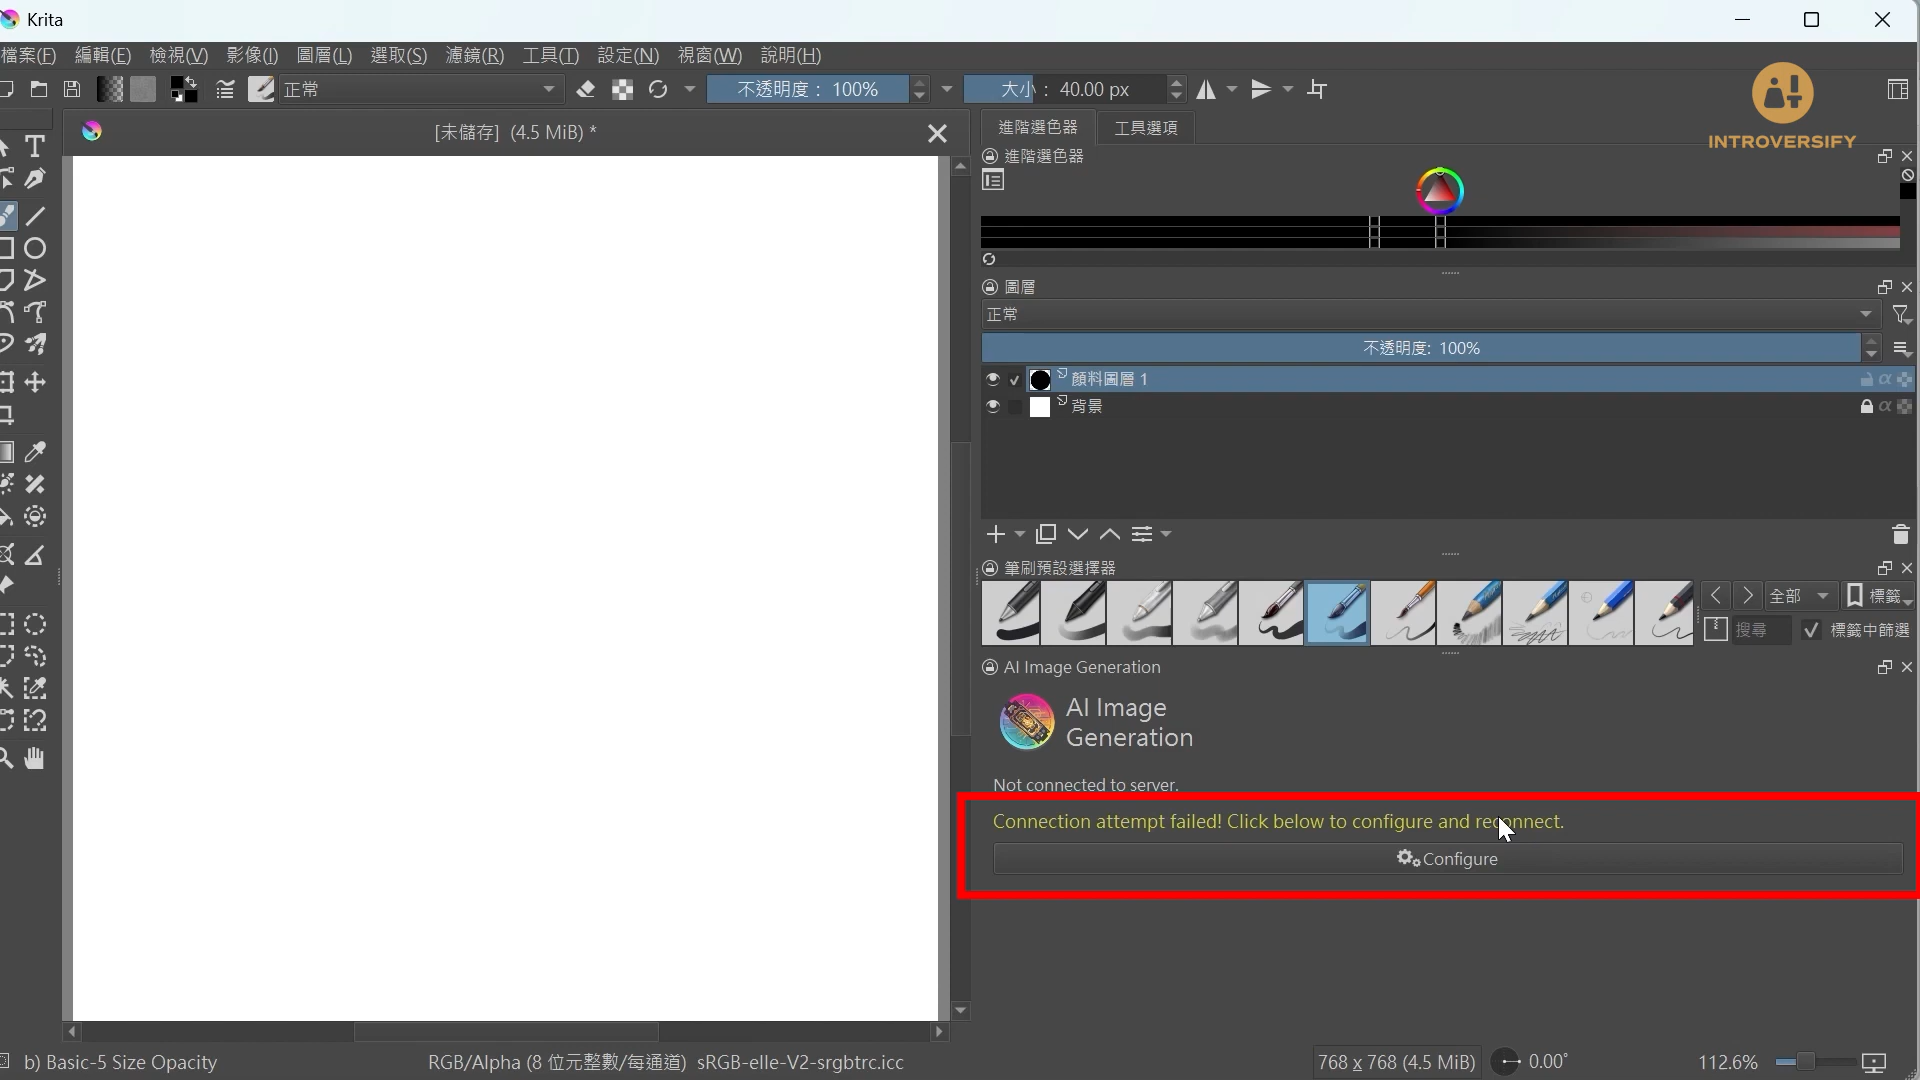 Krita
檔案(F) 編輯(E) 檢視(V) 影像(I) 圖層(L) 選取(S) 濾鏡(R) 工具(T) 設定(N) 視窗(W) 說明(H)
正常 不透明度： 100% 大小： 40.00 px
INTROVERSIFY
[未儲存] (4.5 MiB) *
進階選色器 工具選項
進階選色器
圖層
正常
不透明度: 100%
顏料圖層 1
背景
筆刷預設選擇器
全部 標籤
搜尋 標籤中篩選
AI Image Generation
AI Image
Generation
Not connected to server.
Connection attempt failed! Click below to configure and reconnect.
Configure
b) Basic-5 Size Opacity RGB/Alpha (8 位元整數/每通道) sRGB-elle-V2-srgbtrc.icc 768 x 768 (4.5 MiB) 0.00° 112.6%